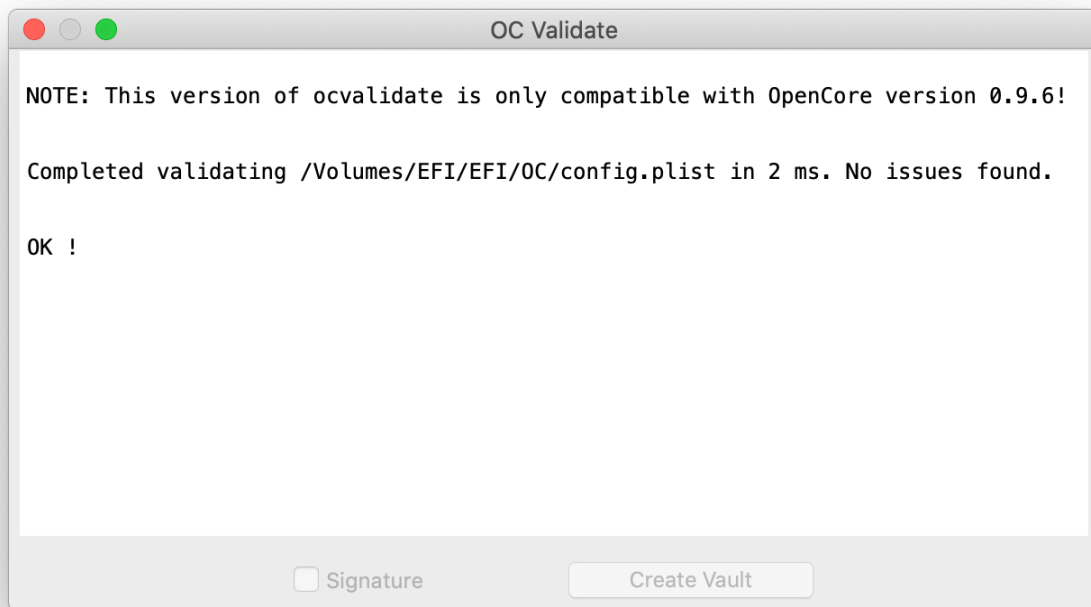 OC Validate
NOTE: This version of ocvalidate is only compatible with OpenCore version 0.9.6!
Completed validating /Volumes/EFI/EFI/OC/config.plist in 2 ms. No issues found.
OK !
Signature
Create Vault